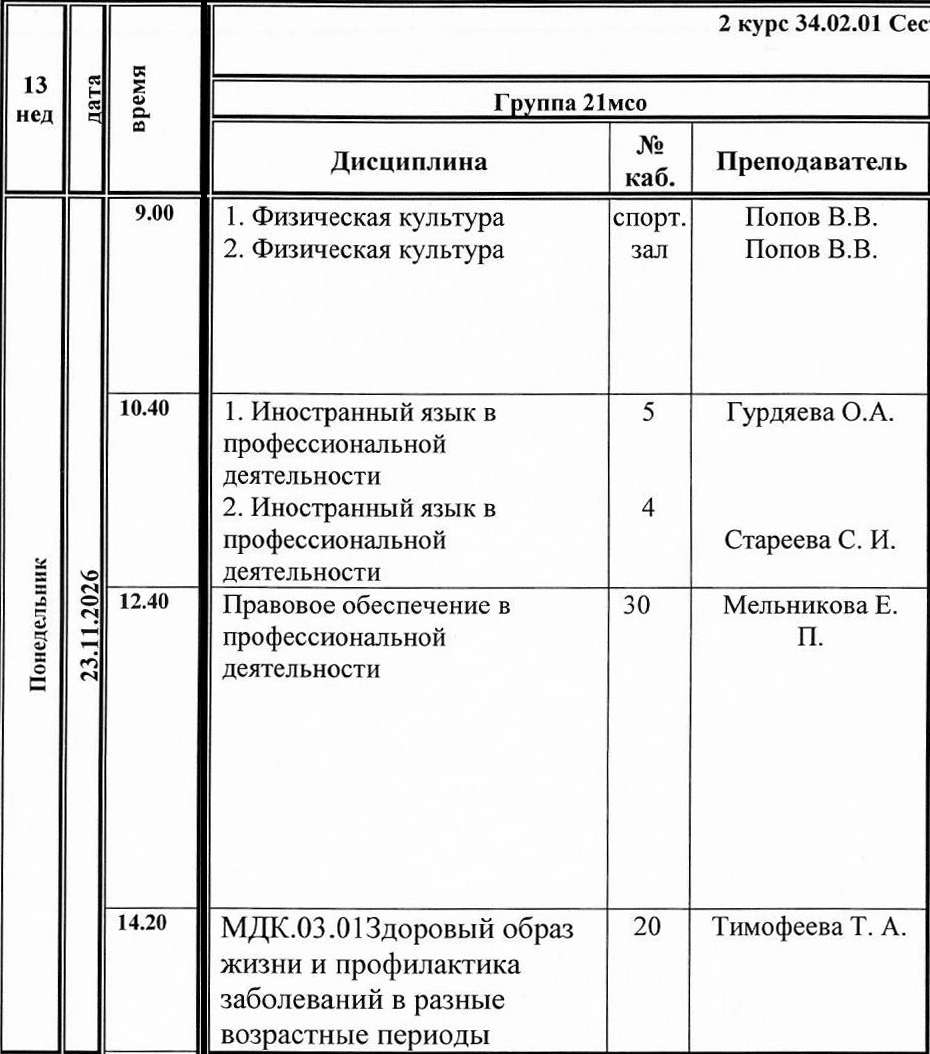 2 курс 34.02.01 Сес
13
нед
дата
время
Группа 21мсо
Дисциплина
№
каб.
Преподаватель
Понедельник
23.11.2026
9.00
1. Физическая культура
спорт.
Попов В.В.
2. Физическая культура
зал
Попов В.В.
10.40
1. Иностранный язык в
5
Гурдяева О.А.
профессиональной
деятельности
2. Иностранный язык в
4
профессиональной
Стареева С. И.
деятельности
12.40
Правовое обеспечение в
30
Мельникова Е.
профессиональной
П.
деятельности
14.20
МДК.03.01Здоровый образ
20
Тимофеева Т. А.
жизни и профилактика
заболеваний в разные
возрастные периоды